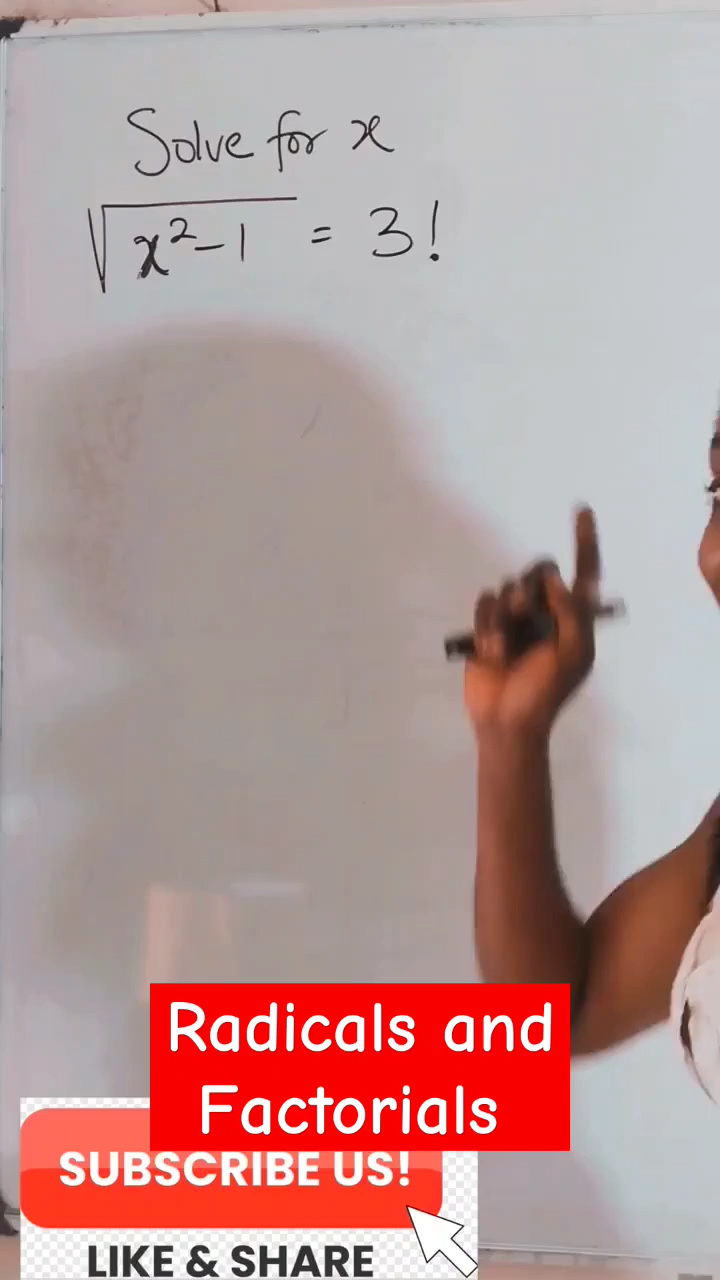 Solve for x
√(x²-1) = 3!
Radicals and
Factorials
SUBSCRIBE US!
LIKE & SHARE